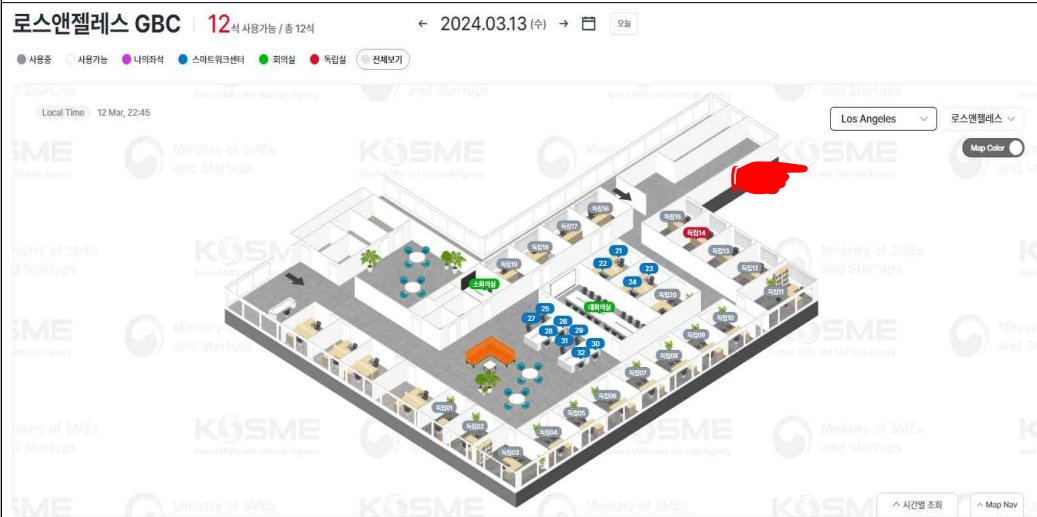 로스앤젤레스 GBC | 12석 사용가능 / 총 12석
← 2024.03.13 (수) → 오늘
사용중 사용가능 나의좌석 스마트워크센터 회의실 독립실 전체보기
Local Time 12 Mar, 22:45
Los Angeles 로스앤젤레스
Map Color
KOSME
Ministry of SMEs
and Startups
독립16
독립17
독립18
독립19
독립15
독립14
독립13
독립12
독립11
21
22
23
24
독립20
소회의실
대회의실
25
26
27
28
29
30
31
32
독립10
독립09
독립08
독립07
독립06
독립05
독립04
독립03
독립02
독립01
시간별 조회
Map Nav